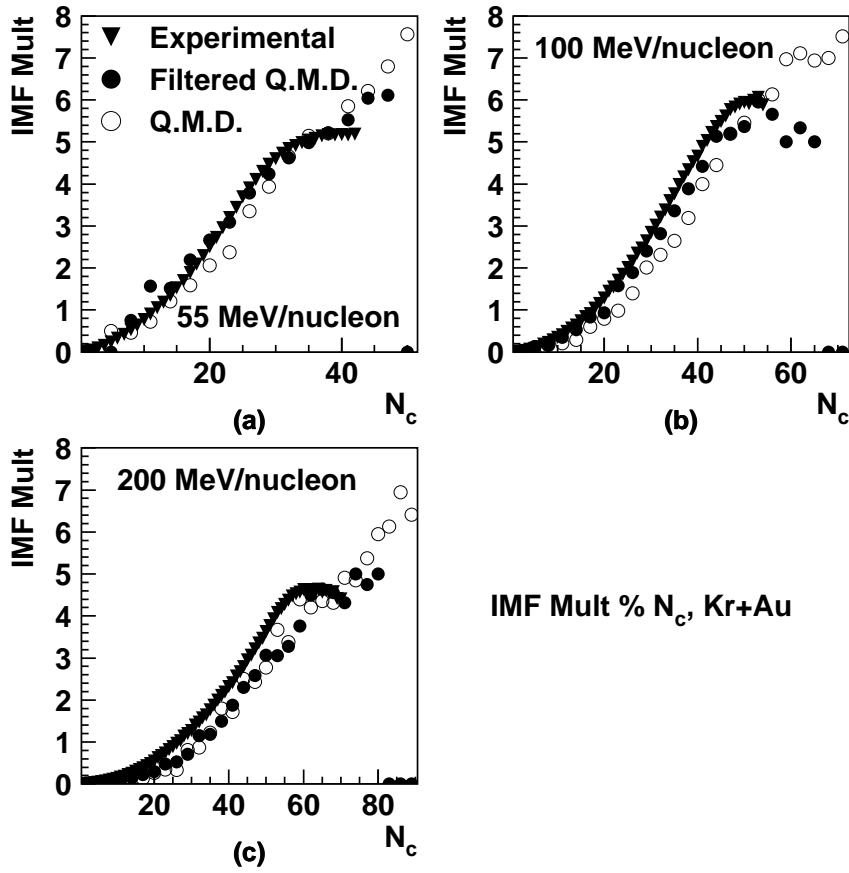 IMF Mult
8
7
6
5
4
3
2
1
0
Experimental
Filtered Q.M.D.
Q.M.D.
55 MeV/nucleon
20 40
N_c
(a)
IMF Mult
8
7
6
5
4
3
2
1
0
100 MeV/nucleon
20 40 60
N_c
(b)
IMF Mult
8
7
6
5
4
3
2
1
0
200 MeV/nucleon
20 40 60 80
N_c
(c)
IMF Mult % N_c, Kr+Au